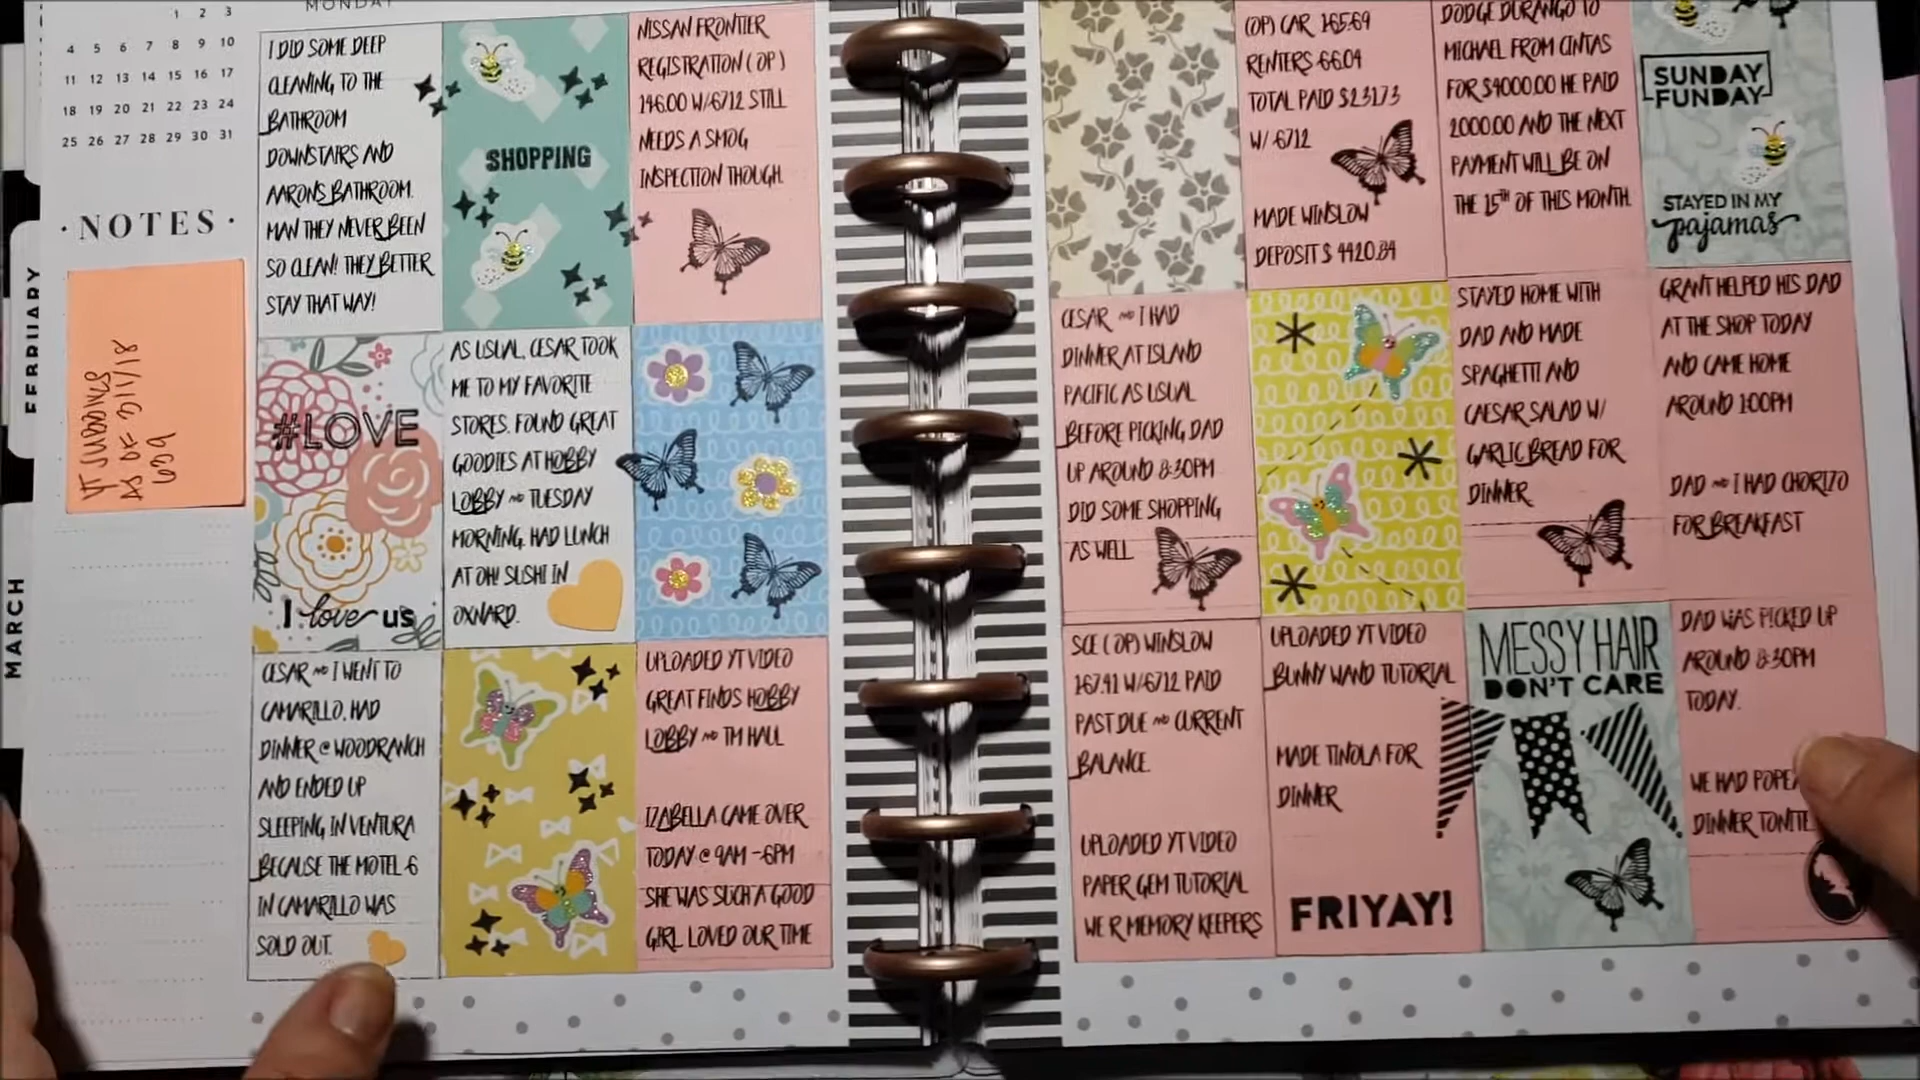 MONDAY
1 2 3
4 5 6 7 8 9 10
11 12 13 14 15 16 17
18 19 20 21 22 23 24
25 26 27 28 29 30 31
· NOTES ·
FEBRUARY
MARCH
AS OF 3/1/18
639
I DID SOME DEEP
CLEANING TO THE
BATHROOM
DOWNSTAIRS AND
AARONS BATHROOM.
MAN THEY NEVER BEEN
SO CLEAN! THEY BETTER
STAY THAT WAY!
SHOPPING
NISSAN FRONTIER
REGISTRATION (OP)
146.00 W/6712 STILL
NEEDS A SMOG
INSPECTION THOUGH.
#LOVE
I love us
AS USUAL, CESAR TOOK
ME TO MY FAVORITE
STORES. FOUND GREAT
GOODIES AT HOBBY
LOBBY AND TUESDAY
MORNING. HAD LUNCH
AT OH! SUSHI IN
OXNARD.
CESAR AND I WENT TO
CAMARILLO. HAD
DINNER @ WOODRANCH
AND ENDED UP
SLEEPING IN VENTURA
BECAUSE THE MOTEL 6
IN CAMARILLO WAS
SOLD OUT.
UPLOADED YT VIDEO
GREAT FINDS HOBBY
LOBBY AND TM HAUL
IZABELLA CAME OVER
TODAY @ 9AM - 6PM
SHE WAS SUCH A GOOD
GIRL LOVED OUR TIME
(OP) CAR 165.69
RENTERS 66.04
TOTAL PAID $231.73
W/ 6712
MADE WINSLOW
DEPOSIT $ 4420.84
DODGE DURANGO TO
MICHAEL FROM CINTAS
FOR $4000.00 HE PAID
2000.00 AND THE NEXT
PAYMENT WILL BE ON
THE 15TH OF THIS MONTH.
SUNDAY
FUNDAY
STAYED IN MY
pajamas
CESAR AND I HAD
DINNER AT ISLAND
PACIFIC AS USUAL
BEFORE PICKING DAD
UP AROUND 8:30PM
DID SOME SHOPPING
AS WELL
STAYED HOME WITH
DAD AND MADE
SPAGHETTI AND
CAESAR SALAD W/
GARLIC BREAD FOR
DINNER
GRANT HELPED HIS DAD
AT THE SHOP TODAY
AND CAME HOME
AROUND 1:00PM
DAD AND I HAD CHORIZO
FOR BREAKFAST
SCE (OP) WINSLOW
167.41 W/6712 PAID
PAST DUE AND CURRENT
BALANCE.
UPLOADED YT VIDEO
PAPER GEM TUTORIAL
WE R MEMORY KEEPERS
UPLOADED YT VIDEO
BUNNY WAND TUTORIAL
MADE TINOLA FOR
DINNER
FRIYAY!
MESSY HAIR
DON'T CARE
DAD WAS PICKED UP
AROUND 8:30PM
TODAY.
WE HAD
DINNER TONITE